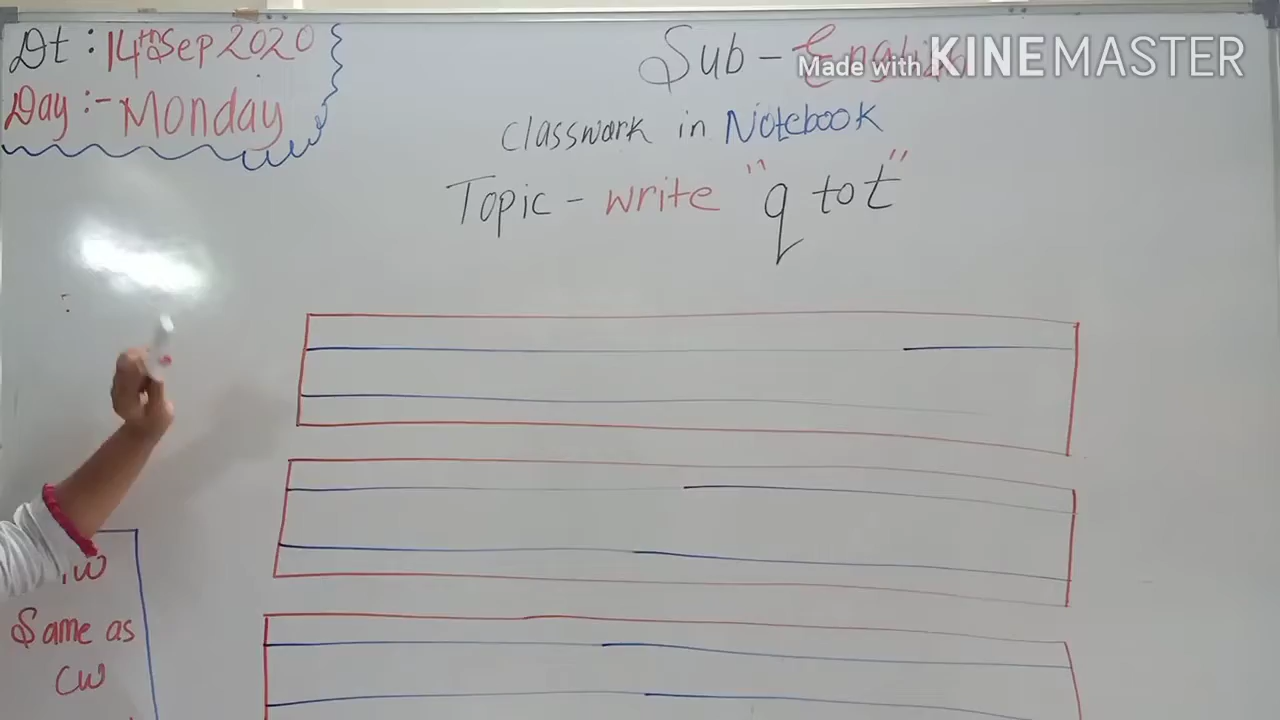 Dt : 14th Sep 2020
Day :- Monday
Sub - English
Made with KINEMASTER
Classwork in Notebook
Topic - write "q to t"
Same as
CW